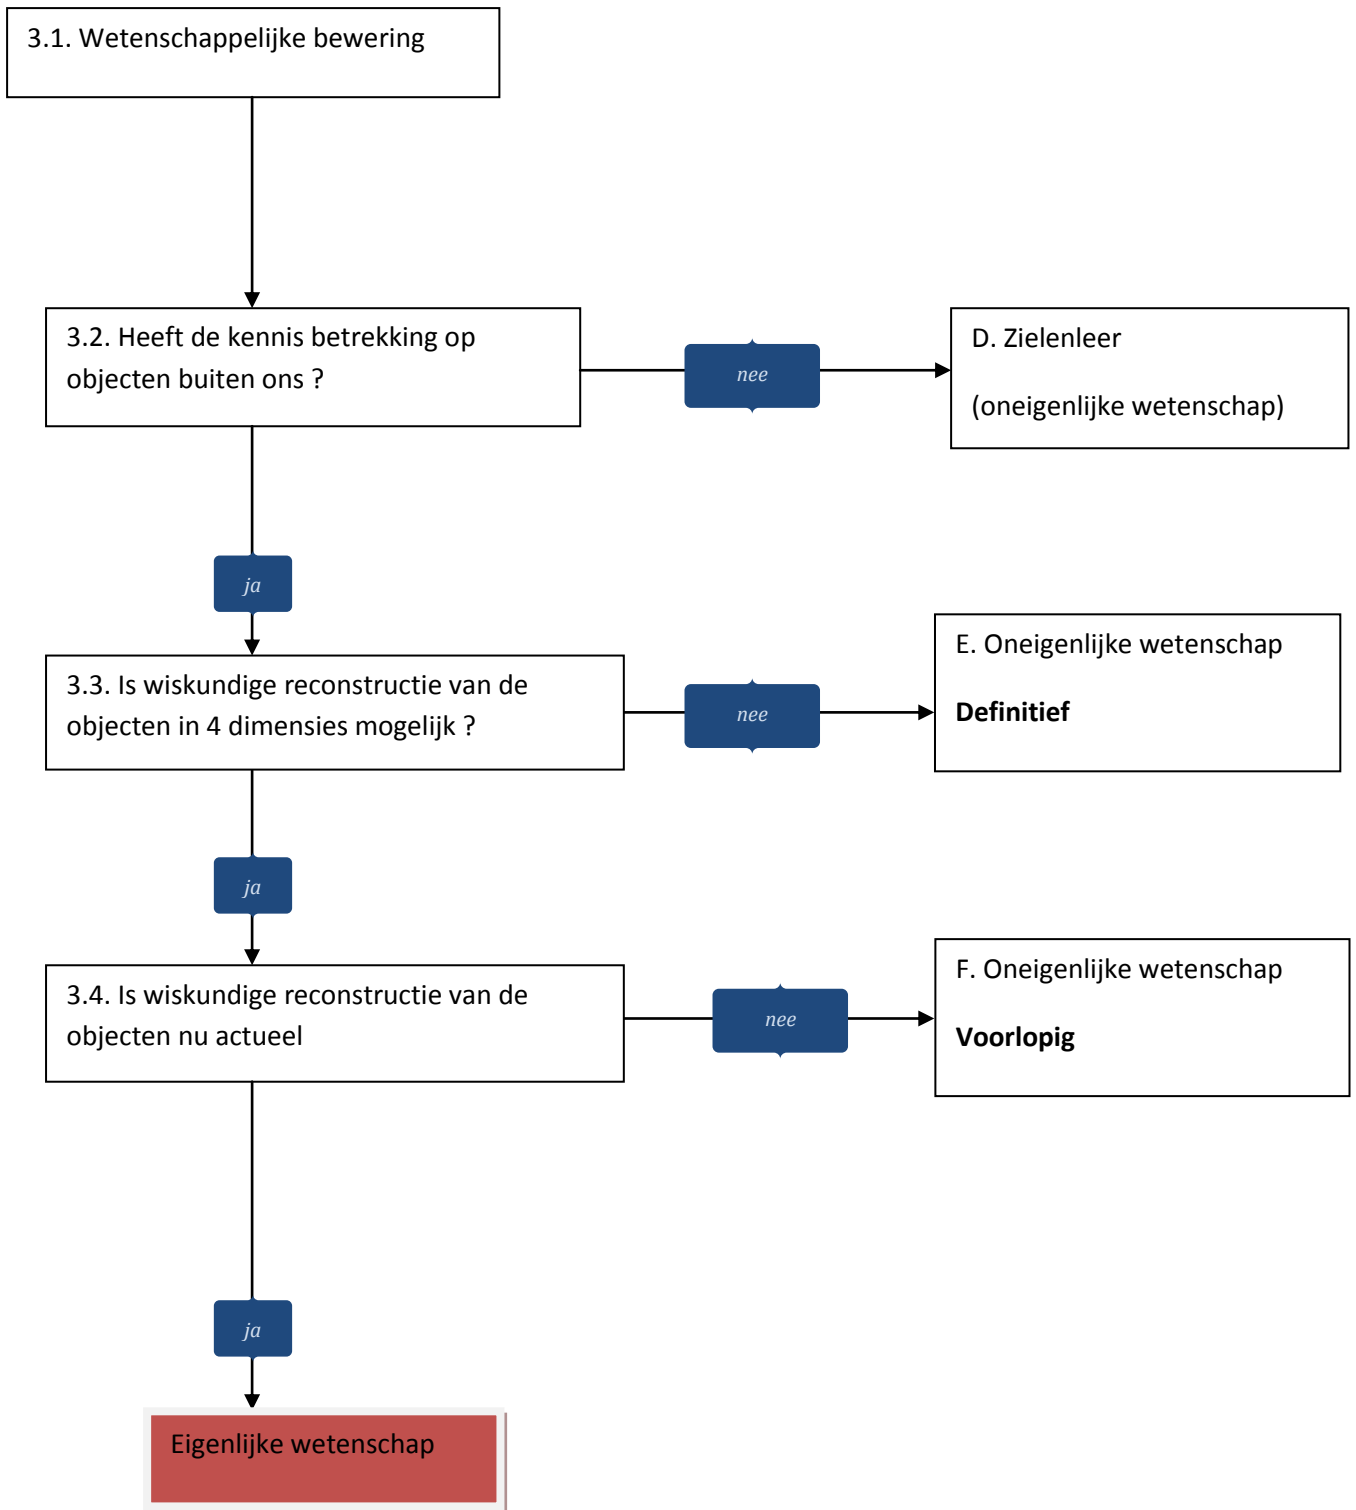 3.1. Wetenschappelijke bewering
3.2. Heeft de kennis betrekking op
objecten buiten ons ?
nee
D. Zielenleer
(oneigenlijke wetenschap)
ja
3.3. Is wiskundige reconstructie van de
objecten in 4 dimensies mogelijk ?
nee
E. Oneigenlijke wetenschap
Definitief
ja
3.4. Is wiskundige reconstructie van de
objecten nu actueel
nee
F. Oneigenlijke wetenschap
Voorlopig
ja
Eigenlijke wetenschap